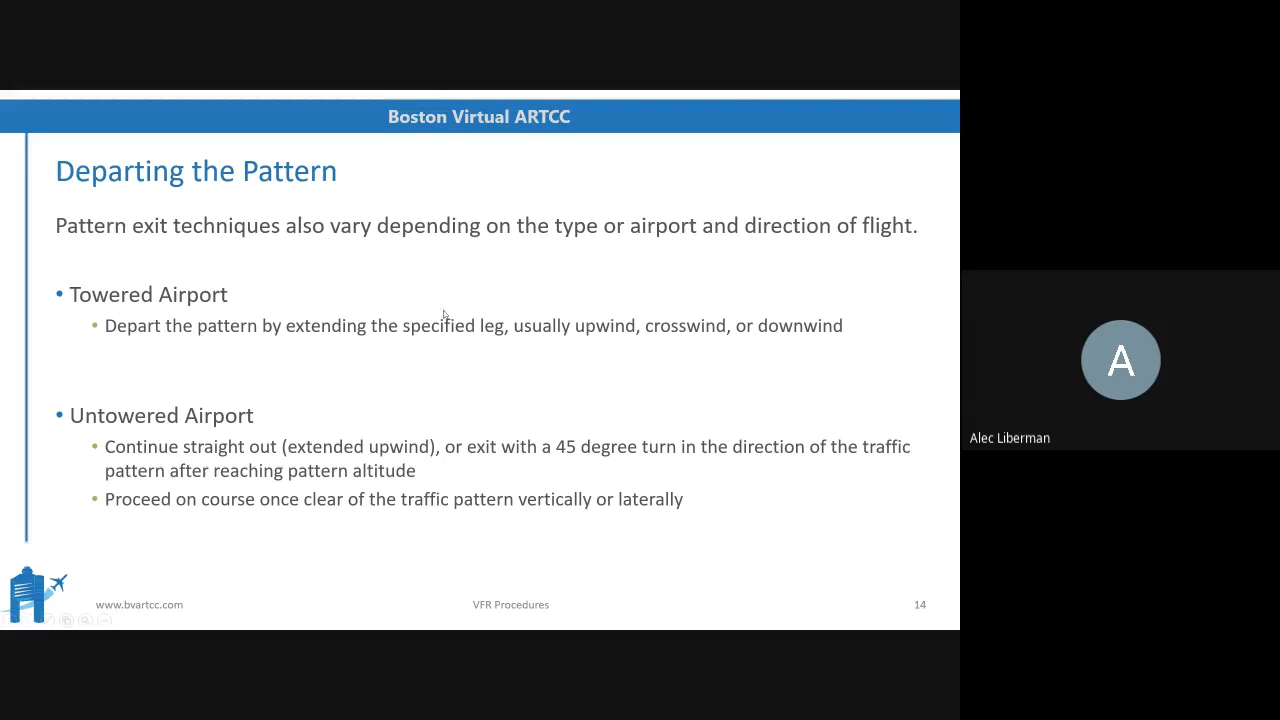 Boston Virtual ARTCC
Departing the Pattern
Pattern exit techniques also vary depending on the type or airport and direction of flight.
• Towered Airport
• Depart the pattern by extending the specified leg, usually upwind, crosswind, or downwind
• Untowered Airport
• Continue straight out (extended upwind), or exit with a 45 degree turn in the direction of the traffic
pattern after reaching pattern altitude
• Proceed on course once clear of the traffic pattern vertically or laterally
www.bvartcc.com
VFR Procedures
14
A
Alec Liberman